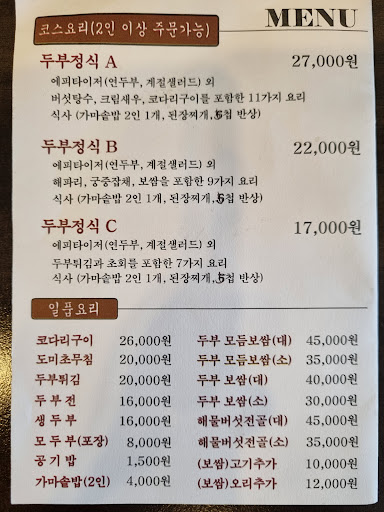 MENU
코스요리(2인 이상 주문가능)
두부정식 A 27,000원
에피타이저(연두부, 계절샐러드) 외
버섯탕수, 크림새우, 코다리구이를 포함한 11가지 요리
식사 (가마솥밥 2인 1개, 된장찌개, 5첩 반상)
두부정식 B 22,000원
에피타이저(연두부, 계절샐러드) 외
해파리, 궁중잡채, 보쌈을 포함한 9가지 요리
식사 (가마솥밥 2인 1개, 된장찌개, 5첩 반상)
두부정식 C 17,000원
에피타이저(연두부, 계절샐러드) 외
두부튀김과 초회를 포함한 7가지 요리
식사 (가마솥밥 2인 1개, 된장찌개, 5첩 반상)
일품요리
코다리구이 26,000원
도미초무침 20,000원
두부튀김 20,000원
두부전 16,000원
생두부 16,000원
모두부(포장) 8,000원
공기밥 1,500원
가마솥밥(2인) 4,000원
두부 모듬보쌈(대) 45,000원
두부 모듬보쌈(소) 35,000원
두부 보쌈(대) 40,000원
두부 보쌈(소) 30,000원
해물버섯전골(대) 45,000원
해물버섯전골(소) 35,000원
(보쌈)고기추가 10,000원
(보쌈)오리추가 12,000원